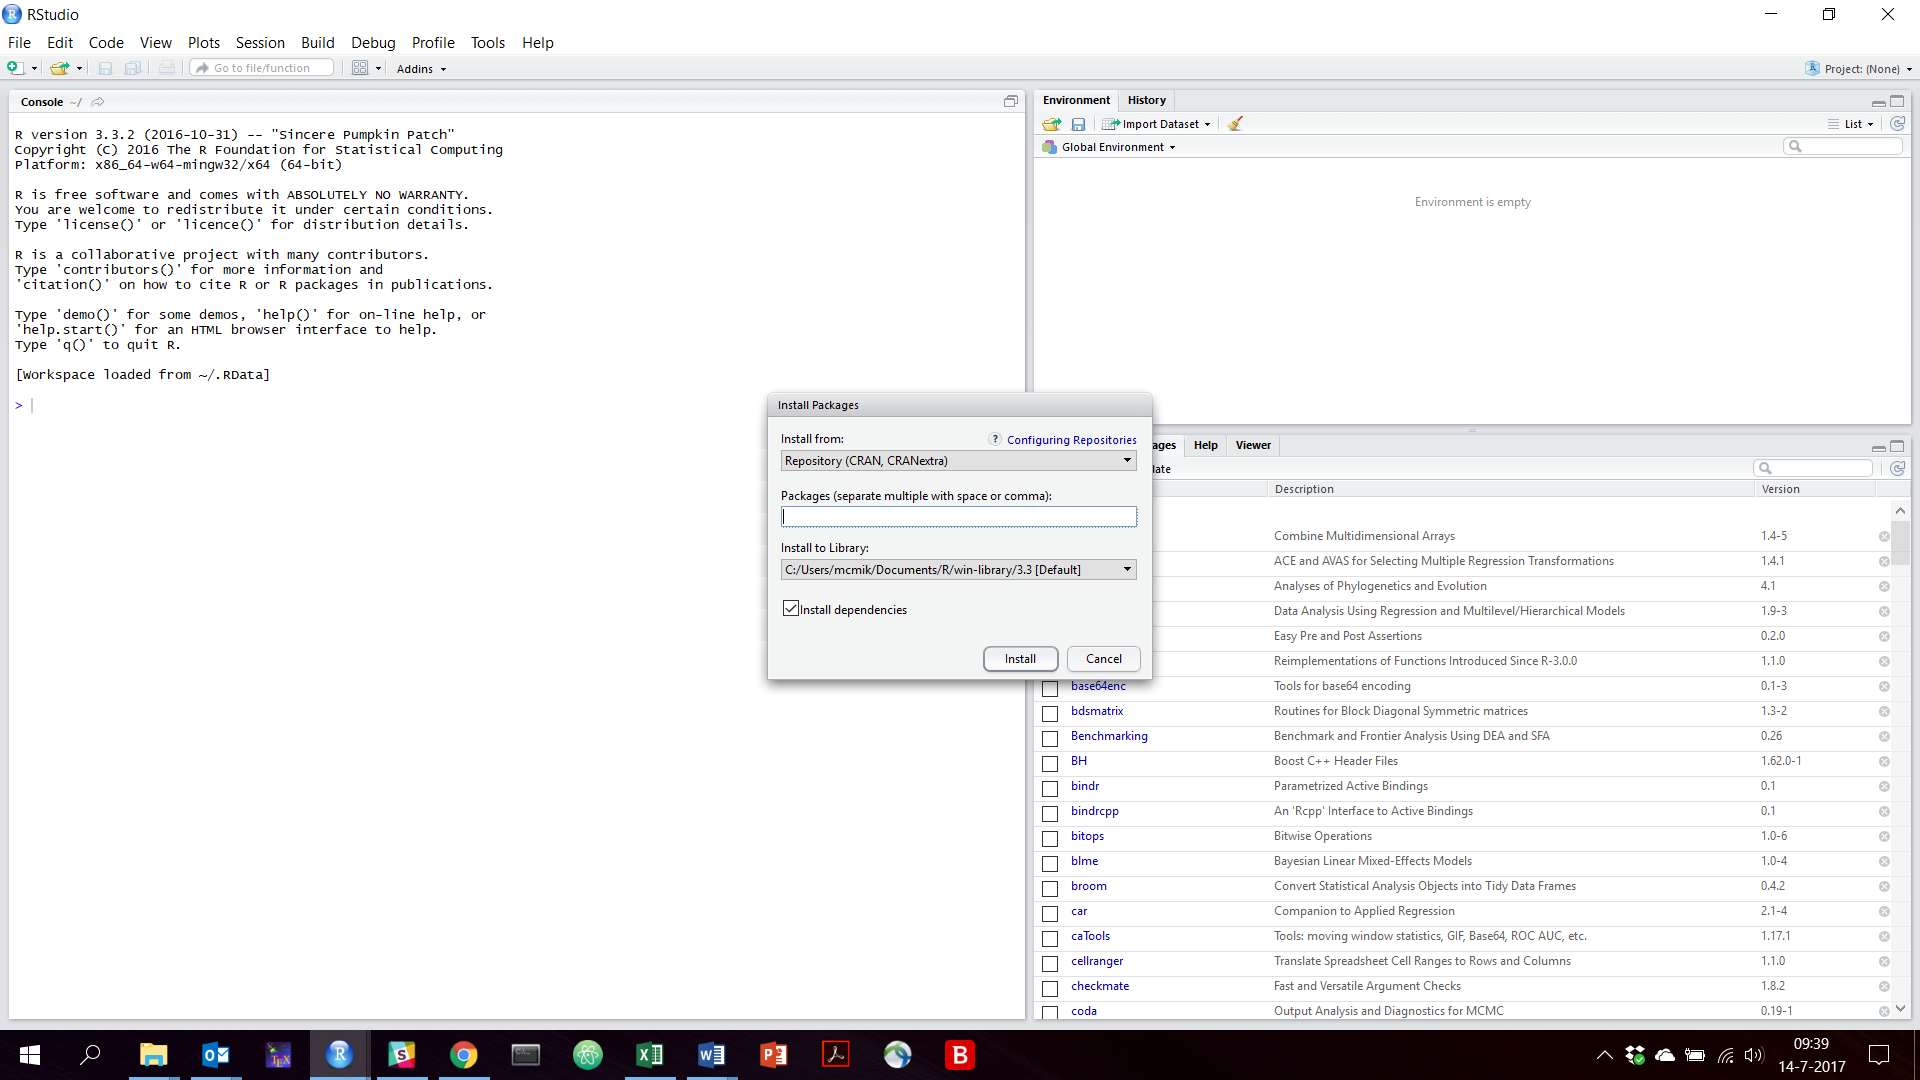 RStudio
File Edit Code View Plots Session Build Debug Profile Tools Help
Go to file/function
Addins
Project: (None)
Console ~/
R version 3.3.2 (2016-10-31) -- "Sincere Pumpkin Patch"
Copyright (C) 2016 The R Foundation for Statistical Computing
Platform: x86_64-w64-mingw32/x64 (64-bit)
R is free software and comes with ABSOLUTELY NO WARRANTY.
You are welcome to redistribute it under certain conditions.
Type 'license()' or 'licence()' for distribution details.
R is a collaborative project with many contributors.
Type 'contributors()' for more information and
'citation()' on how to cite R or R packages in publications.
Type 'demo()' for some demos, 'help()' for on-line help, or
'help.start()' for an HTML browser interface to help.
Type 'q()' to quit R.
[Workspace loaded from ~/.RData]
>
Environment History
Import Dataset
List
Global Environment
Environment is empty
Install Packages
Install from:
? Configuring Repositories
Repository (CRAN, CRANextra)
Packages (separate multiple with space or comma):
Install to Library:
C:/Users/mcmik/Documents/R/win-library/3.3 [Default]
Install dependencies
Install Cancel
ages Help Viewer
late
Description Version
Combine Multidimensional Arrays 1.4-5
ACE and AVAS for Selecting Multiple Regression Transformations 1.4.1
Analyses of Phylogenetics and Evolution 4.1
Data Analysis Using Regression and Multilevel/Hierarchical Models 1.9-3
Easy Pre and Post Assertions 0.2.0
Reimplementations of Functions Introduced Since R-3.0.0 1.1.0
base64enc Tools for base64 encoding 0.1-3
bdsmatrix Routines for Block Diagonal Symmetric matrices 1.3-2
Benchmarking Benchmark and Frontier Analysis Using DEA and SFA 0.26
BH Boost C++ Header Files 1.62.0-1
bindr Parametrized Active Bindings 0.1
bindrcpp An 'Rcpp' Interface to Active Bindings 0.1
bitops Bitwise Operations 1.0-6
blme Bayesian Linear Mixed-Effects Models 1.0-4
broom Convert Statistical Analysis Objects into Tidy Data Frames 0.4.2
car Companion to Applied Regression 2.1-4
caTools Tools: moving window statistics, GIF, Base64, ROC AUC, etc. 1.17.1
cellranger Translate Spreadsheet Cell Ranges to Rows and Columns 1.1.0
checkmate Fast and Versatile Argument Checks 1.8.2
coda Output Analysis and Diagnostics for MCMC 0.19-1
09:39
14-7-2017